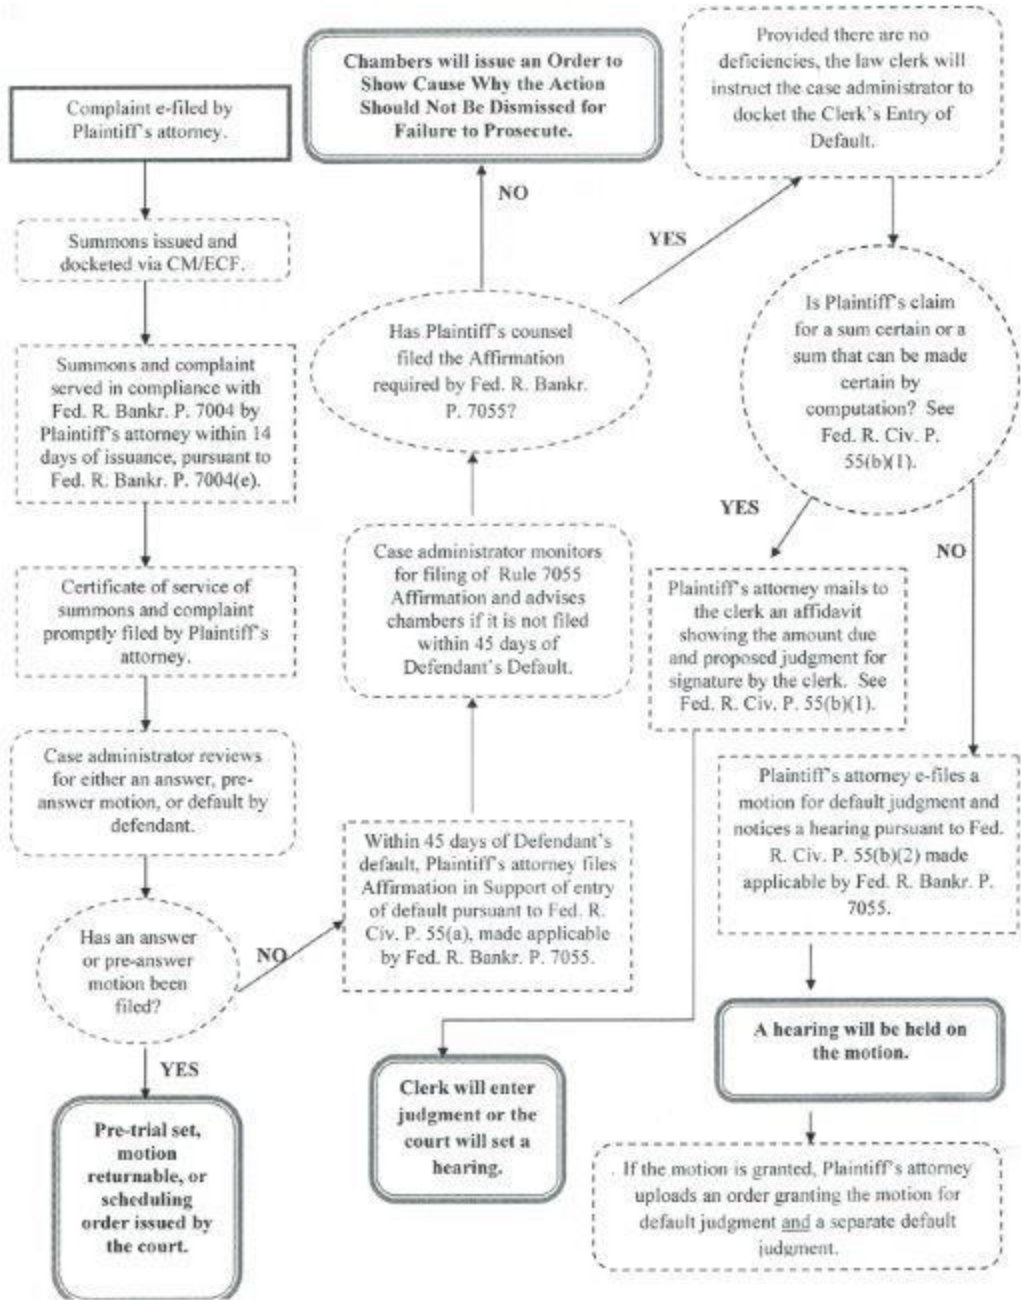 Complaint e-filed by
Plaintiff's attorney.
Summons issued and
docketed via CM/ECF.
Summons and complaint
served in compliance with
Fed. R. Bankr. P. 7004 by
Plaintiff's attorney within 14
days of issuance, pursuant to
Fed. R. Bankr. P. 7004(e).
Certificate of service of
summons and complaint
promptly filed by Plaintiff's
attorney.
Case administrator reviews
for either an answer, pre-
answer motion, or default by
defendant.
Has an answer
or pre-answer
motion been
filed?
YES
Pre-trial set,
motion
returnable, or
scheduling
order issued by
the court.
NO
Within 45 days of Defendant's
default, Plaintiff's attorney files
Affirmation in Support of entry
of default pursuant to Fed. R.
Civ. P. 55(a), made applicable
by Fed. R. Bankr. P. 7055.
Case administrator monitors
for filing of Rule 7055
Affirmation and advises
chambers if it is not filed
within 45 days of
Defendant's Default.
Has Plaintiff's counsel
filed the Affirmation
required by Fed. R. Bankr.
P. 7055?
NO
Chambers will issue an Order to
Show Cause Why the Action
Should Not Be Dismissed for
Failure to Prosecute.
YES
Provided there are no
deficiencies, the law clerk will
instruct the case administrator to
docket the Clerk's Entry of
Default.
Is Plaintiff's claim
for a sum certain or a
sum that can be made
certain by
computation? See
Fed. R. Civ. P.
55(b)(1).
YES
Plaintiff's attorney mails to
the clerk an affidavit
showing the amount due
and proposed judgment for
signature by the clerk. See
Fed. R. Civ. P. 55(b)(1).
Clerk will enter
judgment or the
court will set a
hearing.
NO
Plaintiff's attorney e-files a
motion for default judgment and
notices a hearing pursuant to Fed.
R. Civ. P. 55(b)(2) made
applicable by Fed. R. Bankr. P.
7055.
A hearing will be held on
the motion.
If the motion is granted, Plaintiff's attorney
uploads an order granting the motion for
default judgment and a separate default
judgment.